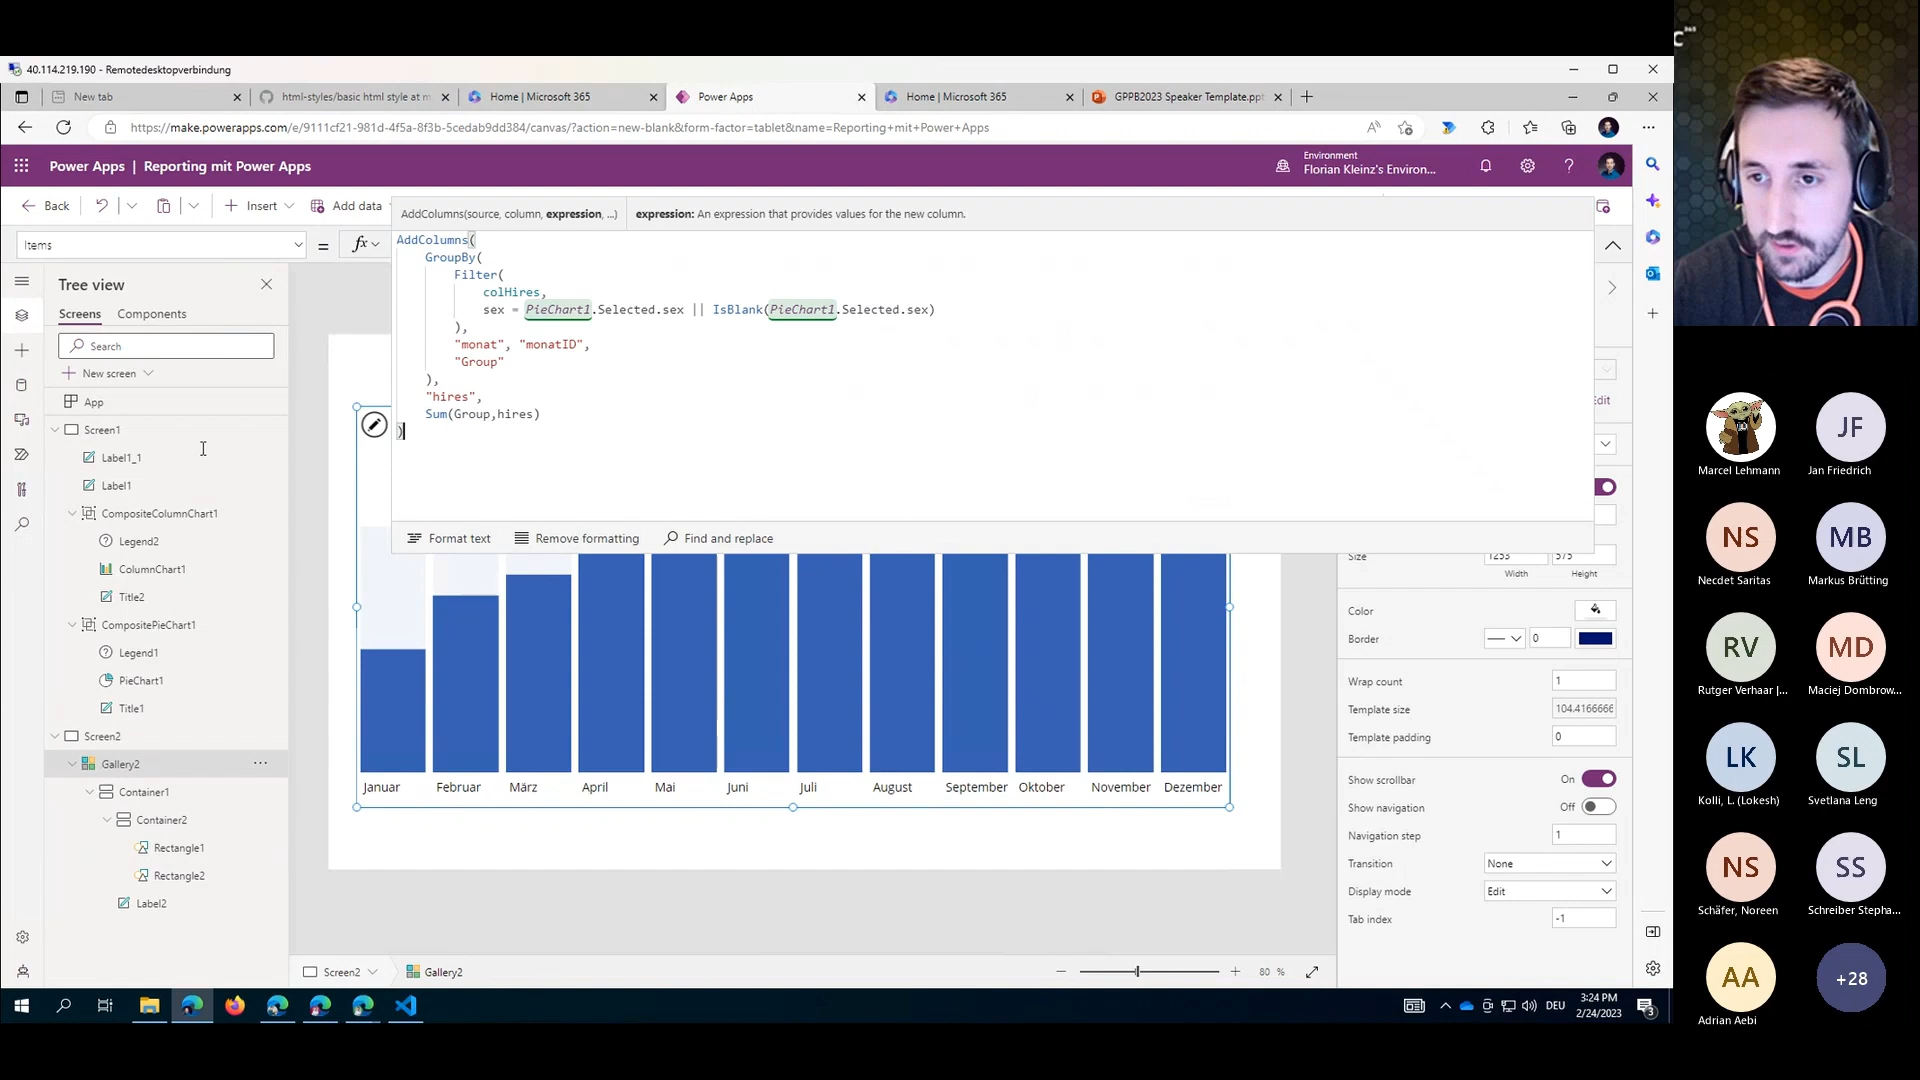 40.114.219.190 - Remotedesktopverbindung
New tab
html-styles/basic html style at m
Home | Microsoft 365
Power Apps
Home | Microsoft 365
GPPB2023 Speaker Template.ppt
https://make.powerapps.com/e/9111cf21-981d-4f5a-8f3b-5cedab9dd384/canvas/?action=new-blank&form-factor=tablet&name=Reporting+mit+Power+Apps
Power Apps | Reporting mit Power Apps
Environment
Florian Kleinz's Environ...
Back
Insert
Add data
AddColumns(source, column, expression, ...)
expression: An expression that provides values for the new column.
Items
=
fx
AddColumns(
GroupBy(
Filter(
colHires,
sex = PieChart1.Selected.sex || IsBlank(PieChart1.Selected.sex)
),
"monat", "monatID",
"Group"
),
"hires",
Sum(Group,hires)
)
Format text
Remove formatting
Find and replace
Tree view
Screens
Components
Search
New screen
App
Screen1
Label1_1
Label1
CompositeColumnChart1
Legend2
ColumnChart1
Title2
CompositePieChart1
Legend1
PieChart1
Title1
Screen2
Gallery2
Container1
Container2
Rectangle1
Rectangle2
Label2
Januar
Februar
März
April
Mai
Juni
Juli
August
September
Oktober
November
Dezember
Edit
Size
1253
575
Width
Height
Color
Border
0
Wrap count
1
Template size
104.4166666
Template padding
0
Show scrollbar
On
Show navigation
Off
Navigation step
1
Transition
None
Display mode
Edit
Tab index
-1
Screen2
Gallery2
80 %
DEU
3:24 PM
2/24/2023
3
365
Marcel Lehmann
JF
Jan Friedrich
NS
Necdet Saritas
MB
Markus Brütting
RV
Rutger Verhaar |...
MD
Maciej Dombrow...
LK
Kolli, L. (Lokesh)
SL
Svetlana Leng
NS
Schäfer, Noreen
SS
Schreiber Stepha...
AA
Adrian Aebi
+28